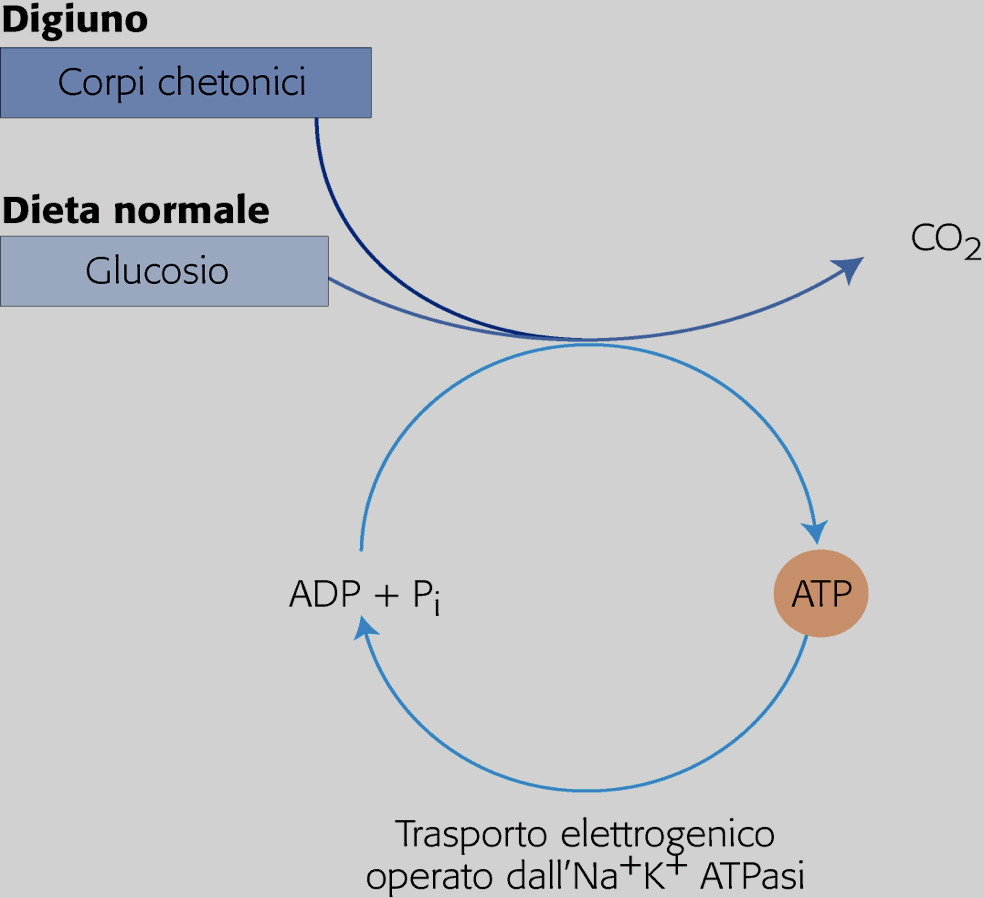 Digiuno
Corpi chetonici
Dieta normale
Glucosio
CO₂
ADP + Pᵢ
ATP
Trasporto elettrogenico
operato dall'Na⁺K⁺ ATPasi